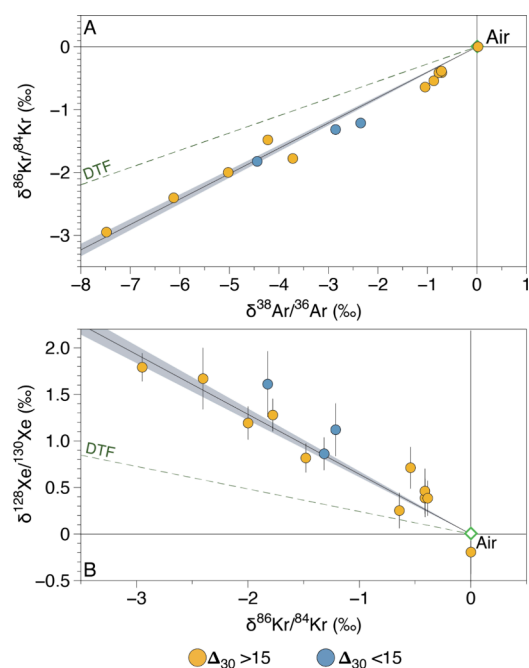 A
Air
0
−1
−2
−3
δ86Kr/84Kr (‰)
DTF
−8 −7 −6 −5 −4 −3 −2 −1 0
δ38Ar/36Ar (‰)
2.0
1.5
1.0
0.5
0
−0.5
δ128Xe/130Xe (‰)
DTF
Air
B
−3 −2 −1 0
δ86Kr/84Kr (‰)
Δ30 >15 Δ30 <15